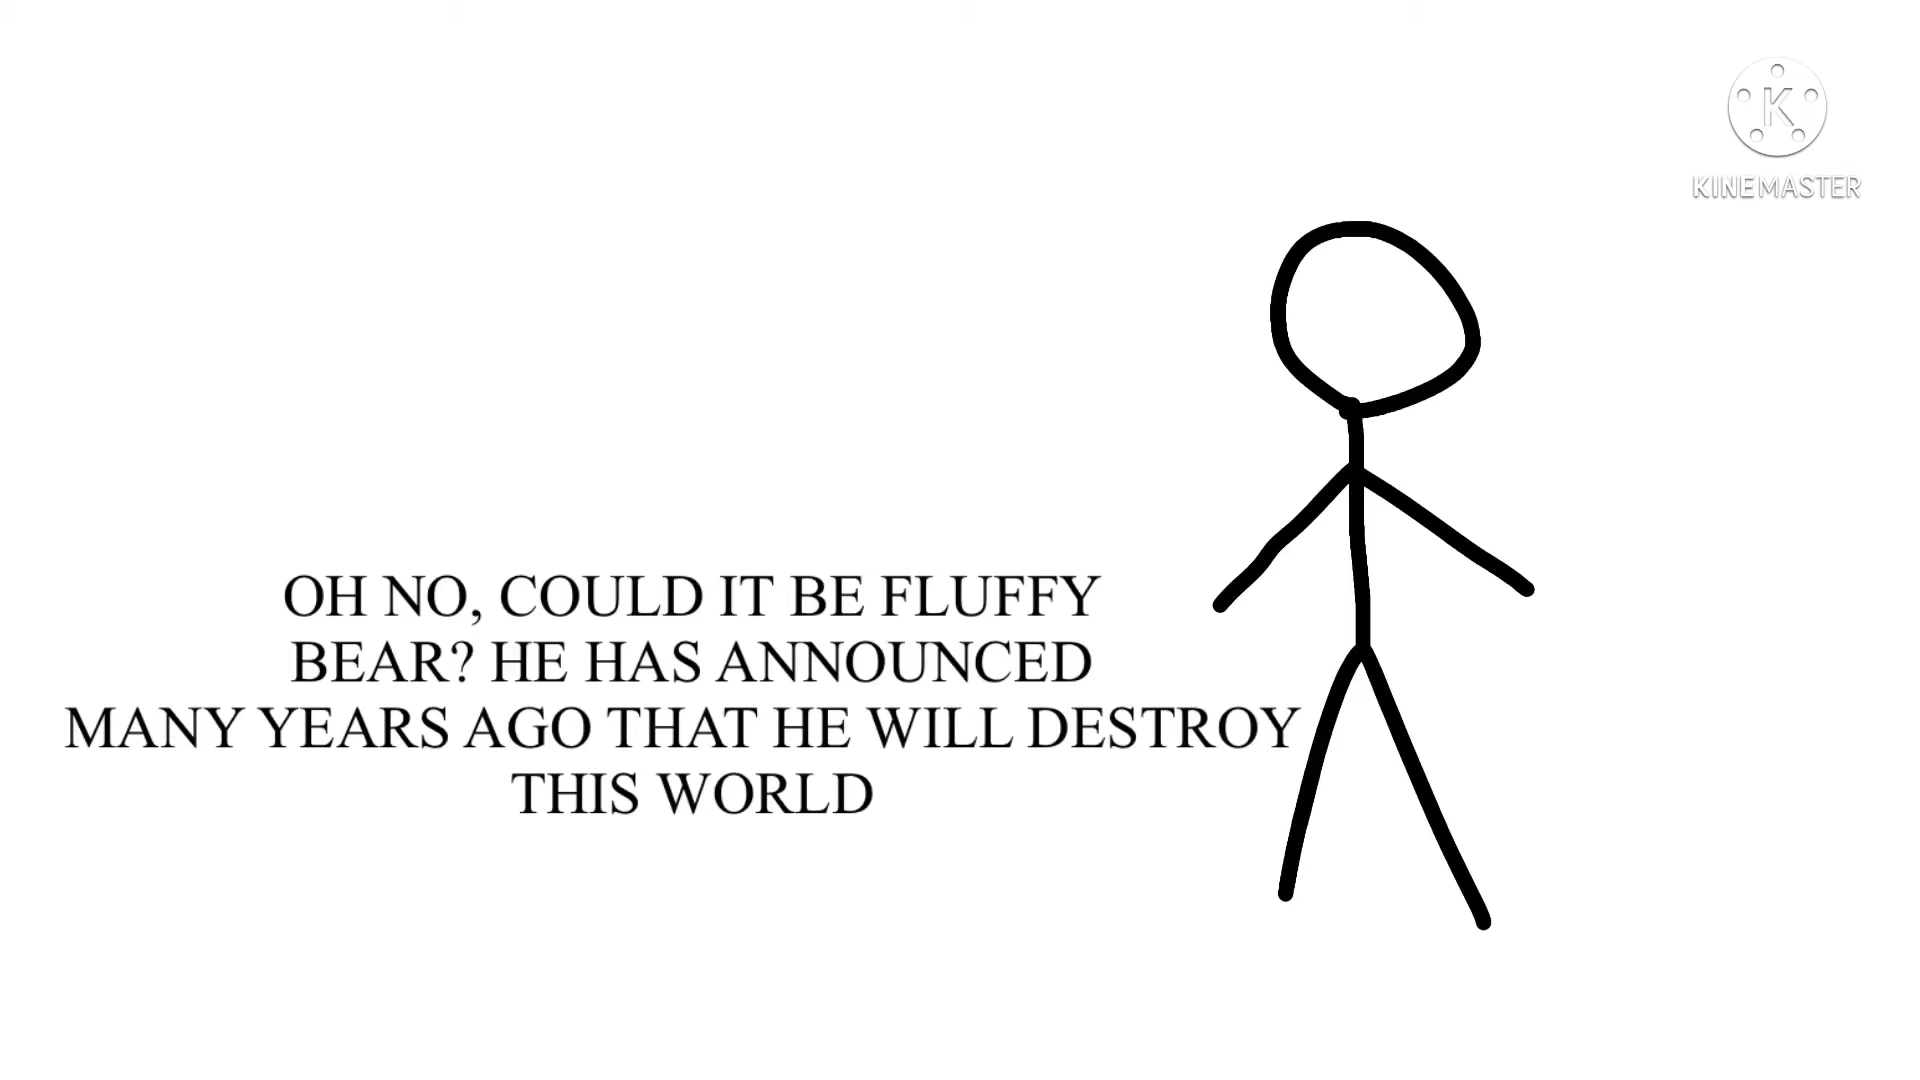 K
KINEMASTER
OH NO, COULD IT BE FLUFFY
BEAR? HE HAS ANNOUNCED
MANY YEARS AGO THAT HE WILL DESTROY
THIS WORLD